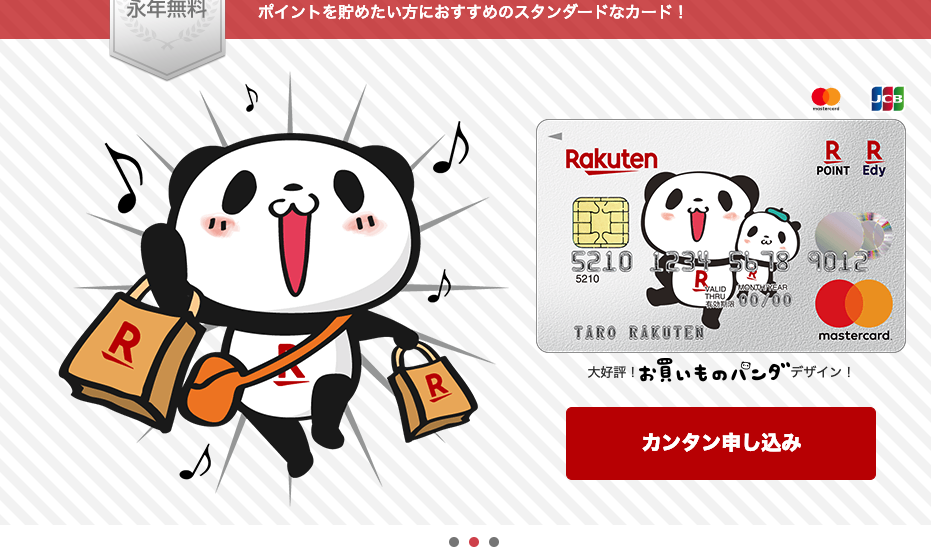 永年無料
ポイントを貯めたい方におすすめのスタンダードなカード！
mastercard
JCB
Rakuten
R
POINT
R
Edy
5210 1234 5678 9012
5210
R
R
VALID
THRU
有効期限
MONTH/YEAR
00/00
TARO RAKUTEN
mastercard.
R
R
R
大好評！お買いものパンダデザイン！
カンタン申し込み